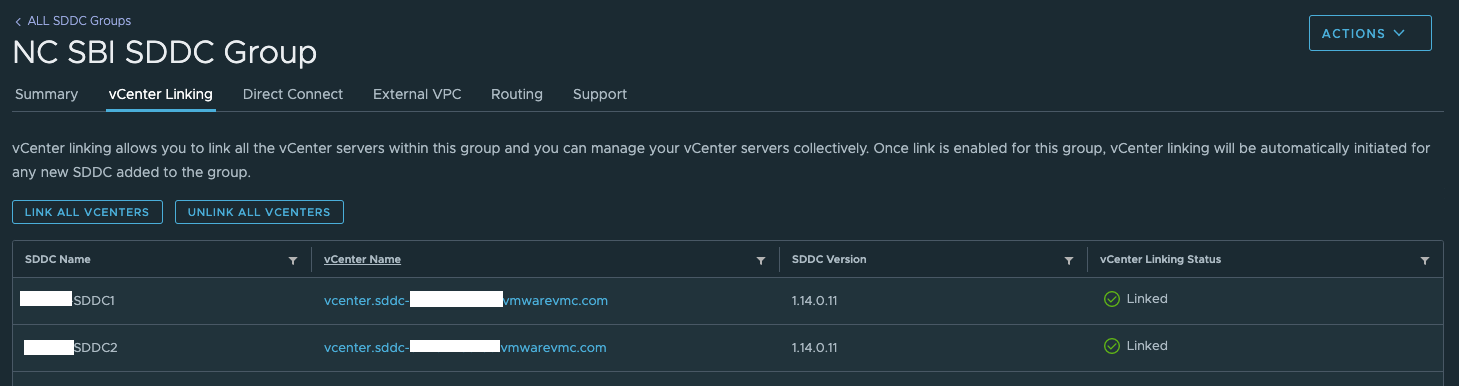 ALL SDDC Groups
NC SBI SDDC Group
ACTIONS
Summary vCenter Linking Direct Connect External VPC Routing Support
vCenter linking allows you to link all the vCenter servers within this group and you can manage your vCenter servers collectively. Once link is enabled for this group, vCenter linking will be automatically initiated for
any new SDDC added to the group.
LINK ALL VCENTERS UNLINK ALL VCENTERS
SDDC Name vCenter Name SDDC Version vCenter Linking Status
SDDC1 vcenter.sddc- vmwarevmc.com 1.14.0.11 Linked
SDDC2 vcenter.sddc- vmwarevmc.com 1.14.0.11 Linked